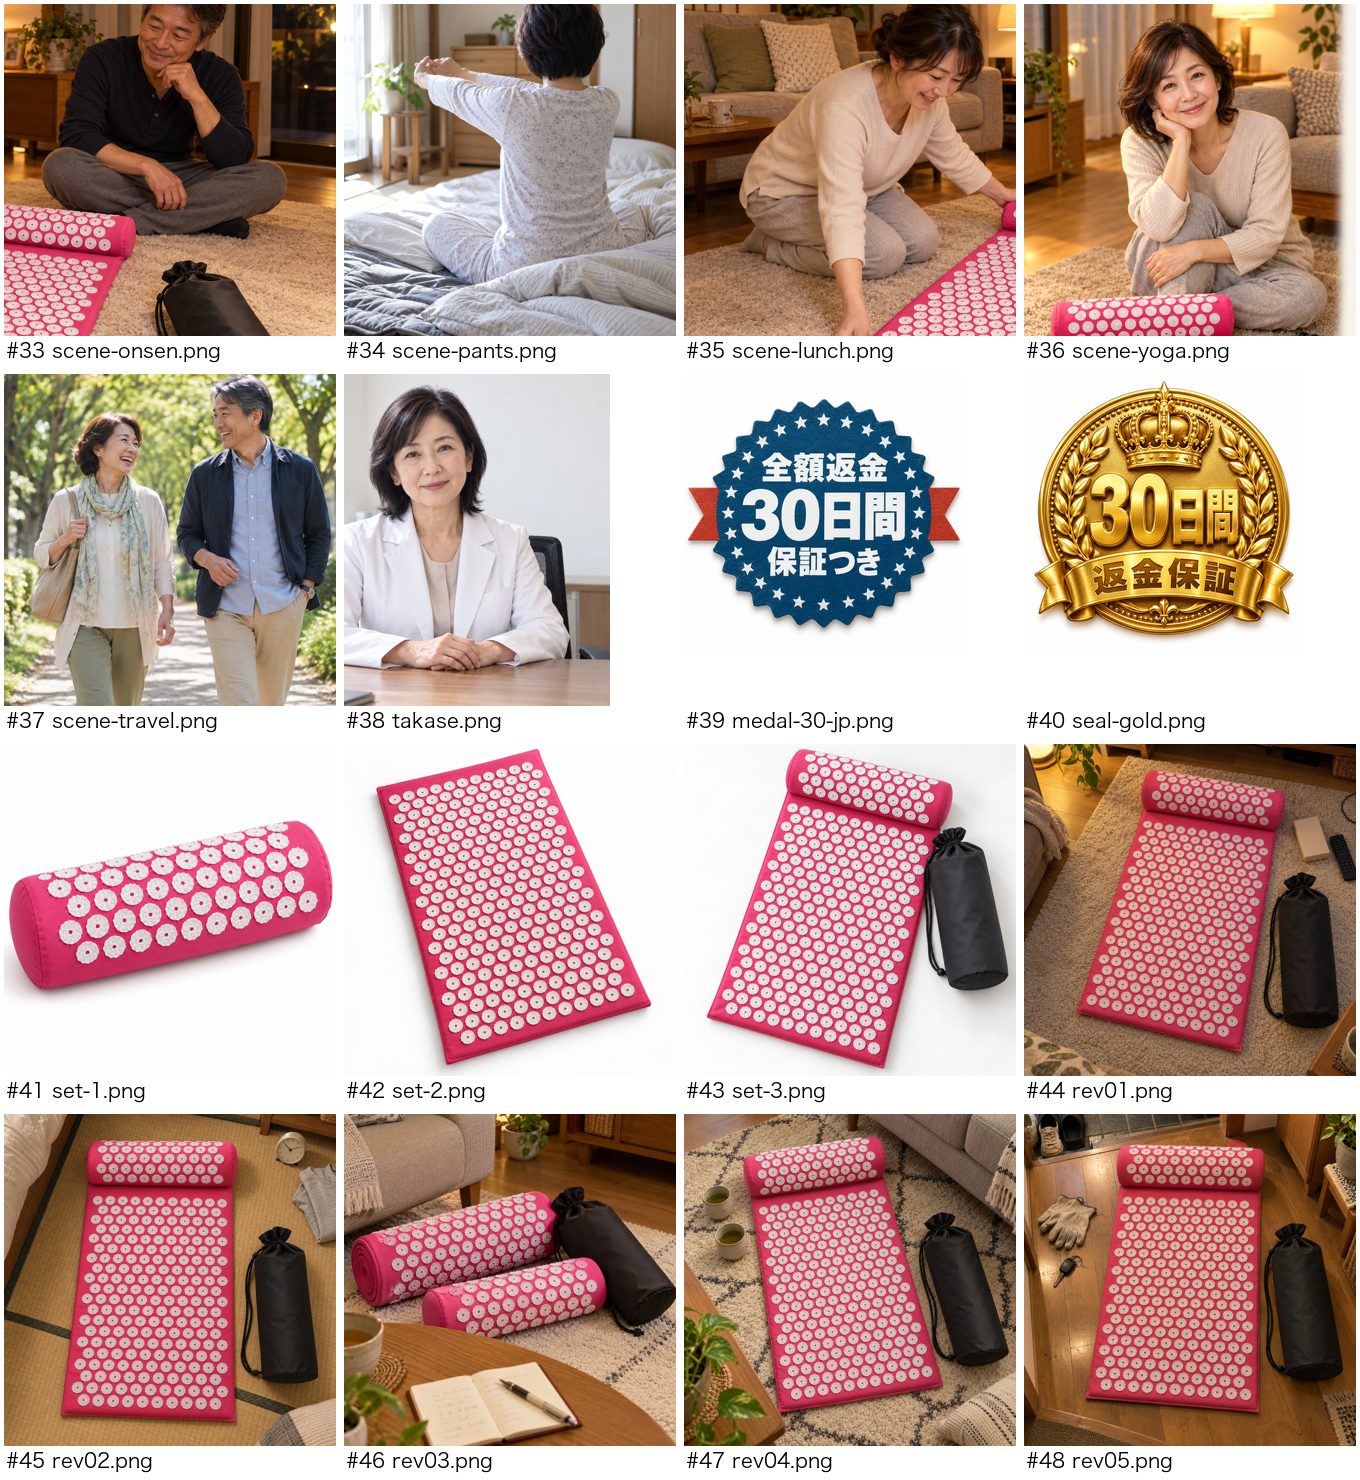 #33 scene-onsen.png
#34 scene-pants.png
#35 scene-lunch.png
#36 scene-yoga.png
全額返金
30日間
保証つき
30日間
返金保証
#37 scene-travel.png
#38 takase.png
#39 medal-30-jp.png
#40 seal-gold.png
#41 set-1.png
#42 set-2.png
#43 set-3.png
#44 rev01.png
#45 rev02.png
#46 rev03.png
#47 rev04.png
#48 rev05.png